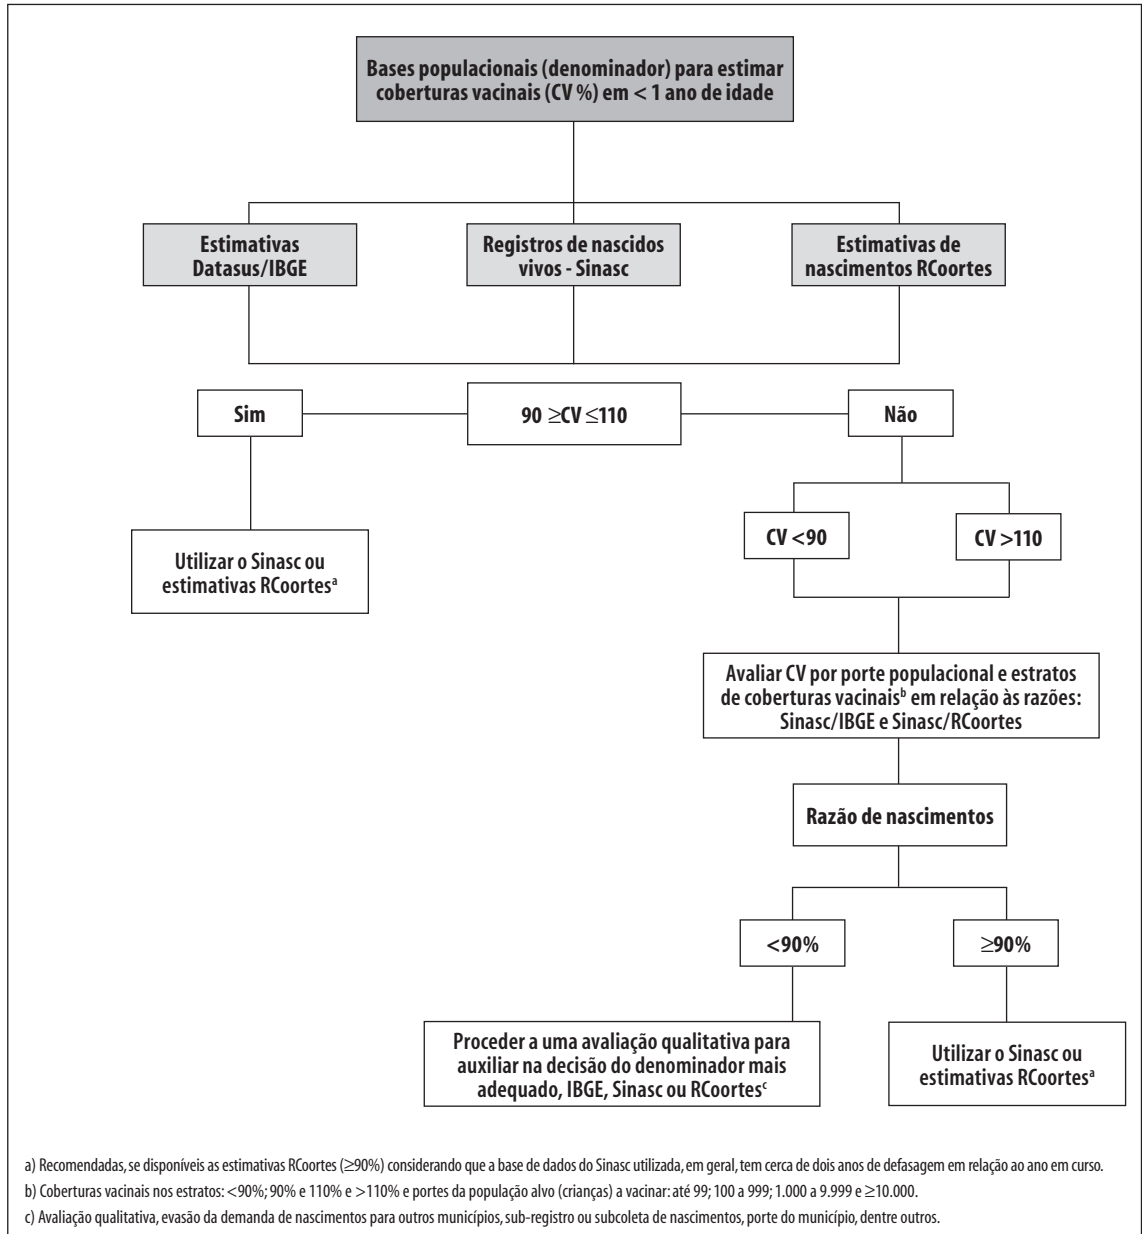 Bases populacionais (denominador) para estimar
coberturas vacinais (CV %) em < 1 ano de idade
Estimativas
Datasus/IBGE
Registros de nascidos
vivos - Sinasc
Estimativas de
nascimentos RCoortes
Sim
90 ≥CV ≤110
Não
CV <90
CV >110
Utilizar o Sinasc ou
estimativas RCoortesᵃ
Avaliar CV por porte populacional e estratos
de coberturas vacinaisᵇ em relação às razões:
Sinasc/IBGE e Sinasc/RCoortes
Razão de nascimentos
<90%
≥90%
Proceder a uma avaliação qualitativa para
auxiliar na decisão do denominador mais
adequado, IBGE, Sinasc ou RCoortesᶜ
Utilizar o Sinasc ou
estimativas RCoortesᵃ
a) Recomendadas, se disponíveis as estimativas RCoortes (≥90%) considerando que a base de dados do Sinasc utilizada, em geral, tem cerca de dois anos de defasagem em relação ao ano em curso.
b) Coberturas vacinais nos estratos: <90%; 90% e 110% e >110% e portes da população alvo (crianças) a vacinar: até 99; 100 a 999; 1.000 a 9.999 e ≥10.000.
c) Avaliação qualitativa, evasão da demanda de nascimentos para outros municípios, sub-registro ou subcoleta de nascimentos, porte do município, dentre outros.